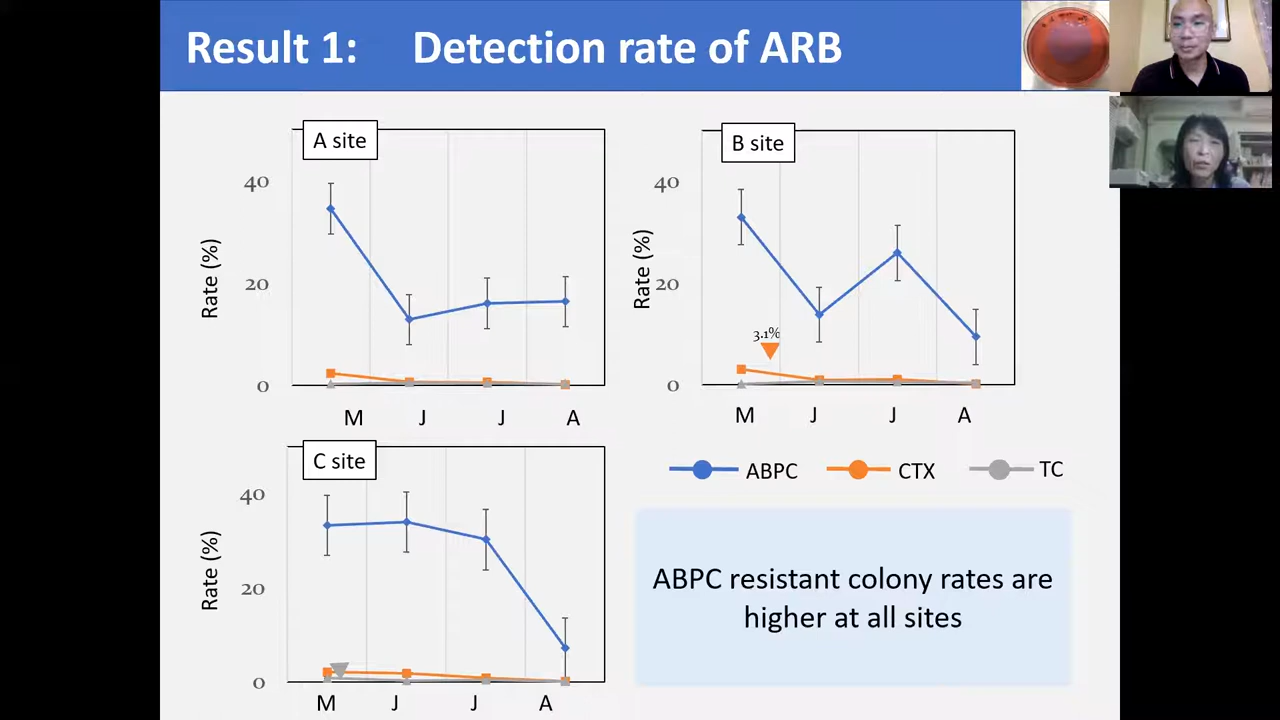 Result 1: Detection rate of ARB
A site
40
20
0
Rate (%)
M J J A
B site
40
20
0
Rate (%)
3.1%
M J J A
C site
40
20
0
Rate (%)
M J J A
ABPC CTX TC
ABPC resistant colony rates are
higher at all sites